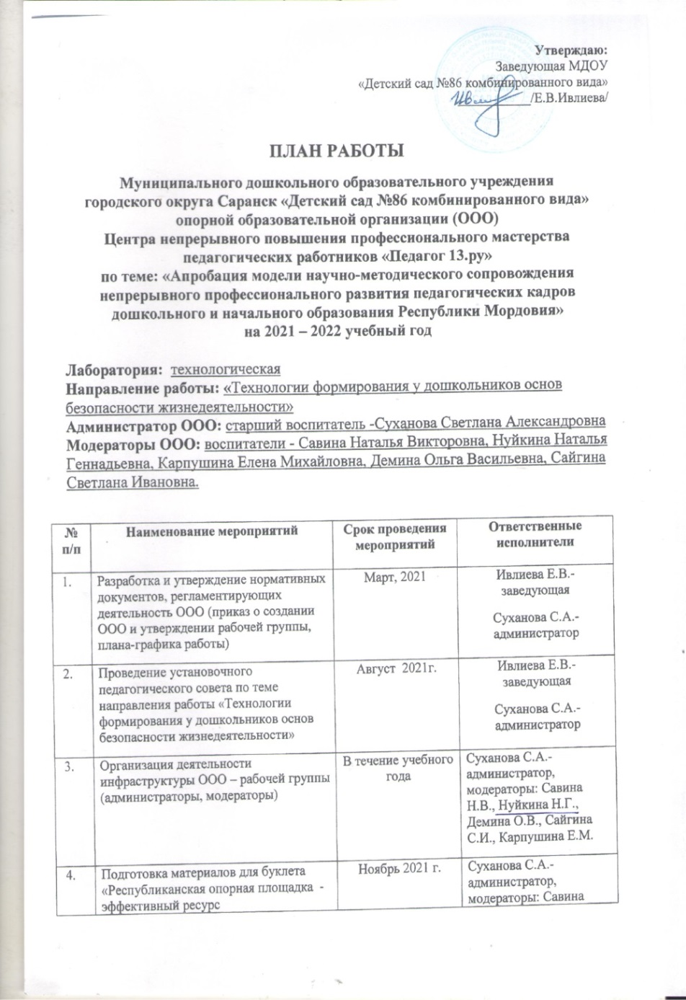 Утверждаю:
Заведующая МДОУ
«Детский сад №86 комбинированного вида»
/Е.В.Ивлиева/
ПЛАН РАБОТЫ
Муниципального дошкольного образовательного учреждения
городского округа Саранск «Детский сад №86 комбинированного вида»
опорной образовательной организации (ООО)
Центра непрерывного повышения профессионального мастерства
педагогических работников «Педагог 13.ру»
по теме: «Апробация модели научно-методического сопровождения
непрерывного профессионального развития педагогических кадров
дошкольного и начального образования Республики Мордовия»
на 2021 – 2022 учебный год
Лаборатория: технологическая
Направление работы: «Технологии формирования у дошкольников основ
безопасности жизнедеятельности»
Администратор ООО: старший воспитатель -Суханова Светлана Александровна
Модераторы ООО: воспитатели - Савина Наталья Викторовна, Нуйкина Наталья
Геннадьевна, Карпушина Елена Михайловна, Демина Ольга Васильевна, Сайгина
Светлана Ивановна.
№
п/п
Наименование мероприятий
Срок проведения
мероприятий
Ответственные
исполнители
1.
Разработка и утверждение нормативных
документов, регламентирующих
деятельность ООО (приказ о создании
ООО и утверждении рабочей группы,
плана-графика работы)
Март, 2021
Ивлиева Е.В.-
заведующая
Суханова С.А.-
администратор
2.
Проведение установочного
педагогического совета по теме
направления работы «Технологии
формирования у дошкольников основ
безопасности жизнедеятельности»
Август 2021г.
Ивлиева Е.В.-
заведующая
Суханова С.А.-
администратор
3.
Организация деятельности
инфраструктуры ООО – рабочей группы
(администраторы, модераторы)
В течение учебного
года
Суханова С.А.-
администратор,
модераторы: Савина
Н.В., Нуйкина Н.Г.,
Демина О.В., Сайгина
С.И., Карпушина Е.М.
4.
Подготовка материалов для буклета
«Республиканская опорная площадка -
эффективный ресурс
Ноябрь 2021 г.
Суханова С.А.-
администратор,
модераторы: Савина